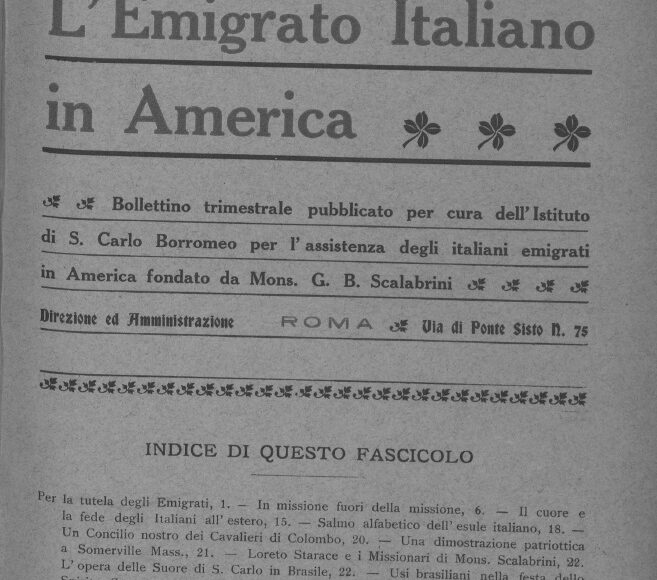 L'Emigrato Italiano
in America
Bollettino trimestrale pubblicato per cura dell'Istituto
di S. Carlo Borromeo per l'assistenza degli italiani emigrati
in America fondato da Mons. G. B. Scalabrini
Direzione ed Amministrazione ROMA Via di Ponte Sisto N. 75
INDICE DI QUESTO FASCICOLO
Per la tutela degli Emigrati, 1. — In missione fuori della missione, 6. — Il cuore e
la fede degli Italiani all'estero, 15. — Salmo alfabetico dell'esule italiano, 18. —
Un Concilio nostro dei Cavalieri di Colombo, 20. — Una dimostrazione patriottica
a Somerville Mass., 21. — Loreto Starace e i Missionari di Mons. Scalabrini, 22.
L'opera delle Suore di S. Carlo in Brasile, 22. — Usi brasiliani nella festa dello